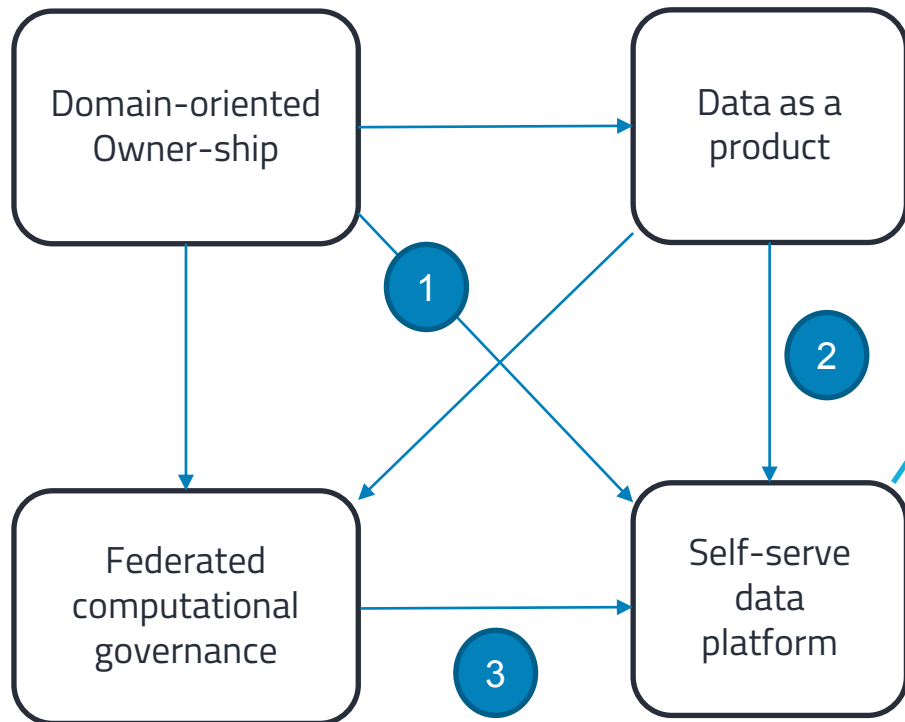 Domain-oriented
Owner-ship
Data as a
product
1
2
Federated
computational
governance
Self-serve
data
platform
3